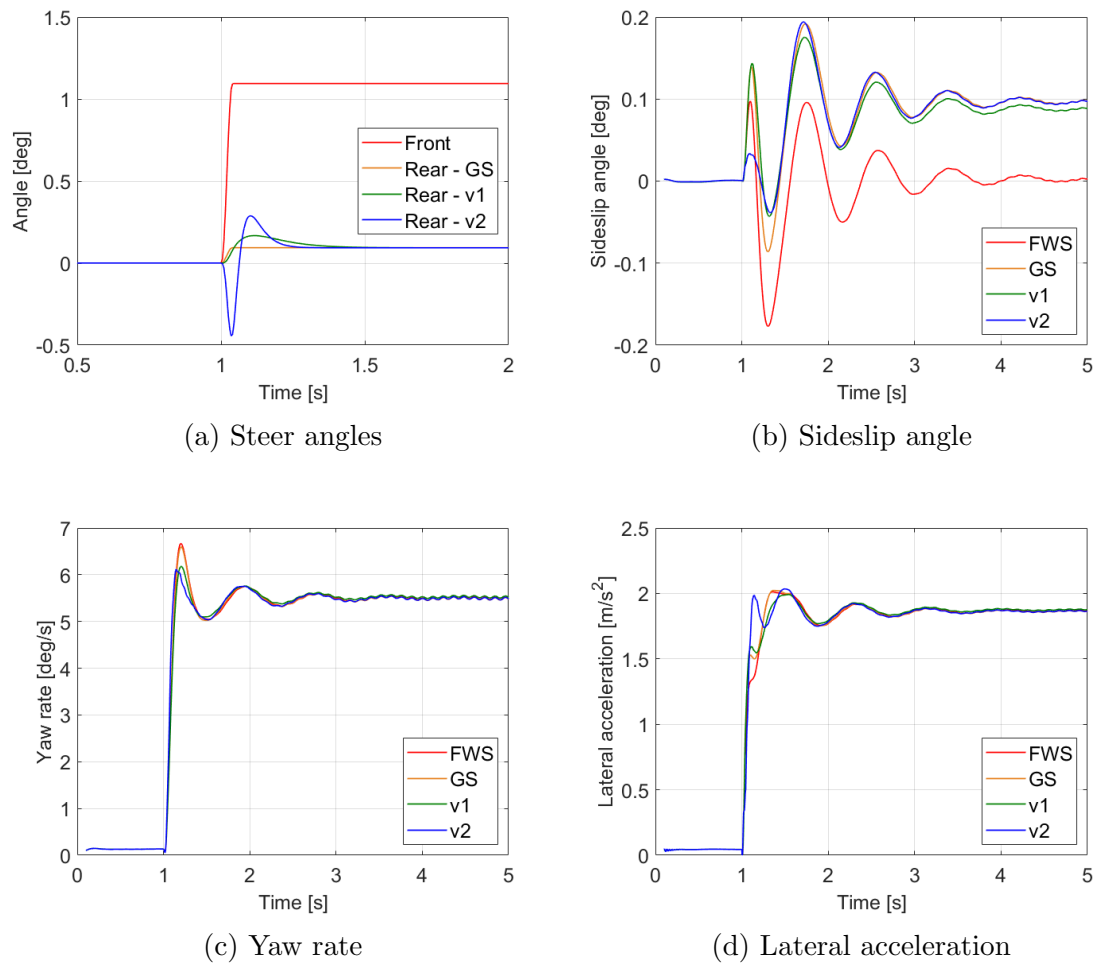 1.5
1
0.5
0
-0.5
0.5
1
1.5
2
Angle [deg]
Time [s]
Front
Rear - GS
Rear - v1
Rear - v2
(a) Steer angles
0.2
0.1
0
-0.1
-0.2
0
1
2
3
4
5
Sideslip angle [deg]
Time [s]
FWS
GS
v1
v2
(b) Sideslip angle
7
6
5
4
3
2
1
0
0
1
2
3
4
5
Yaw rate [deg/s]
Time [s]
FWS
GS
v1
v2
(c) Yaw rate
2.5
2
1.5
1
0.5
0
0
1
2
3
4
5
Lateral acceleration [m/s²]
Time [s]
FWS
GS
v1
v2
(d) Lateral acceleration